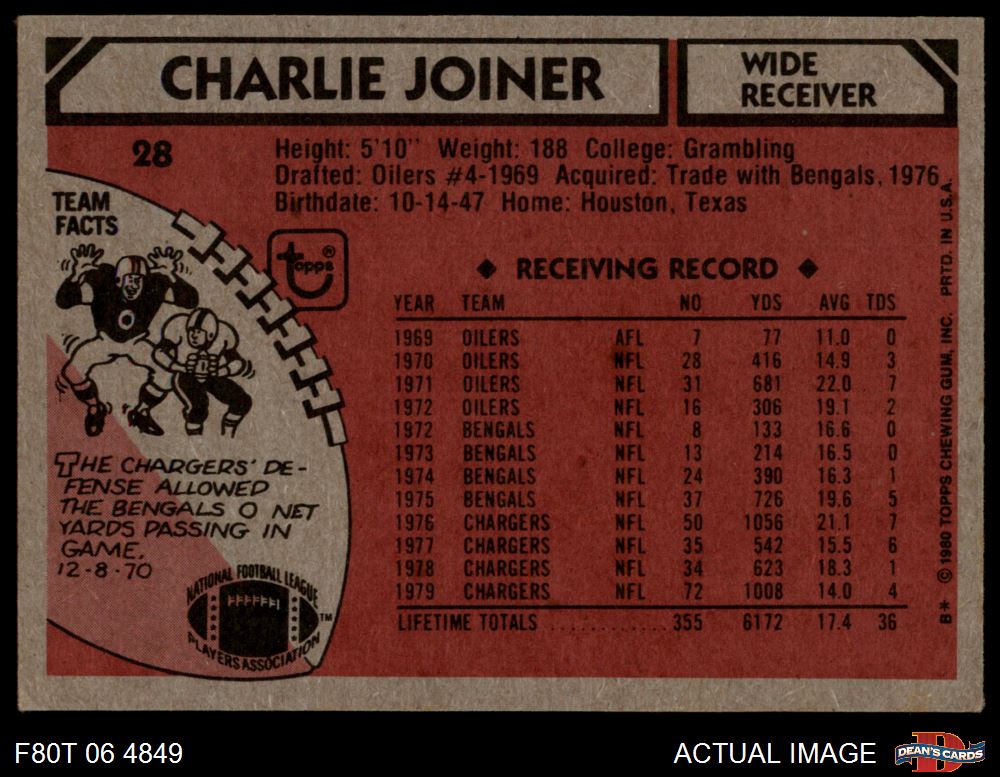 CHARLIE JOINER
WIDE
RECEIVER
28
Height: 5'10" Weight: 188 College: Grambling
Drafted: Oilers #4-1969 Acquired: Trade with Bengals, 1976
Birthdate: 10-14-47 Home: Houston, Texas
TEAM
FACTS
topps®
THE CHARGERS' DE-
FENSE ALLOWED
THE BENGALS 0 NET
YARDS PASSING IN
GAME.
12-8-70
NATIONAL FOOTBALL LEAGUE
PLAYERS ASSOCIATION
TM
◆ RECEIVING RECORD ◆
YEAR TEAM NO YDS AVG TDS
1969 OILERS AFL 7 77 11.0 0
1970 OILERS NFL 28 416 14.9 3
1971 OILERS NFL 31 681 22.0 7
1972 OILERS NFL 16 306 19.1 2
1972 BENGALS NFL 8 133 16.6 0
1973 BENGALS NFL 13 214 16.5 0
1974 BENGALS NFL 24 390 16.3 1
1975 BENGALS NFL 37 726 19.6 5
1976 CHARGERS NFL 50 1056 21.1 7
1977 CHARGERS NFL 35 542 15.5 6
1978 CHARGERS NFL 34 623 18.3 1
1979 CHARGERS NFL 72 1008 14.0 4
LIFETIME TOTALS ........... 355 6172 17.4 36
B* © 1980 TOPPS CHEWING GUM, INC. PRTD. IN U.S.A.
F80T 06 4849
ACTUAL IMAGE
D
DEAN'S CARDS